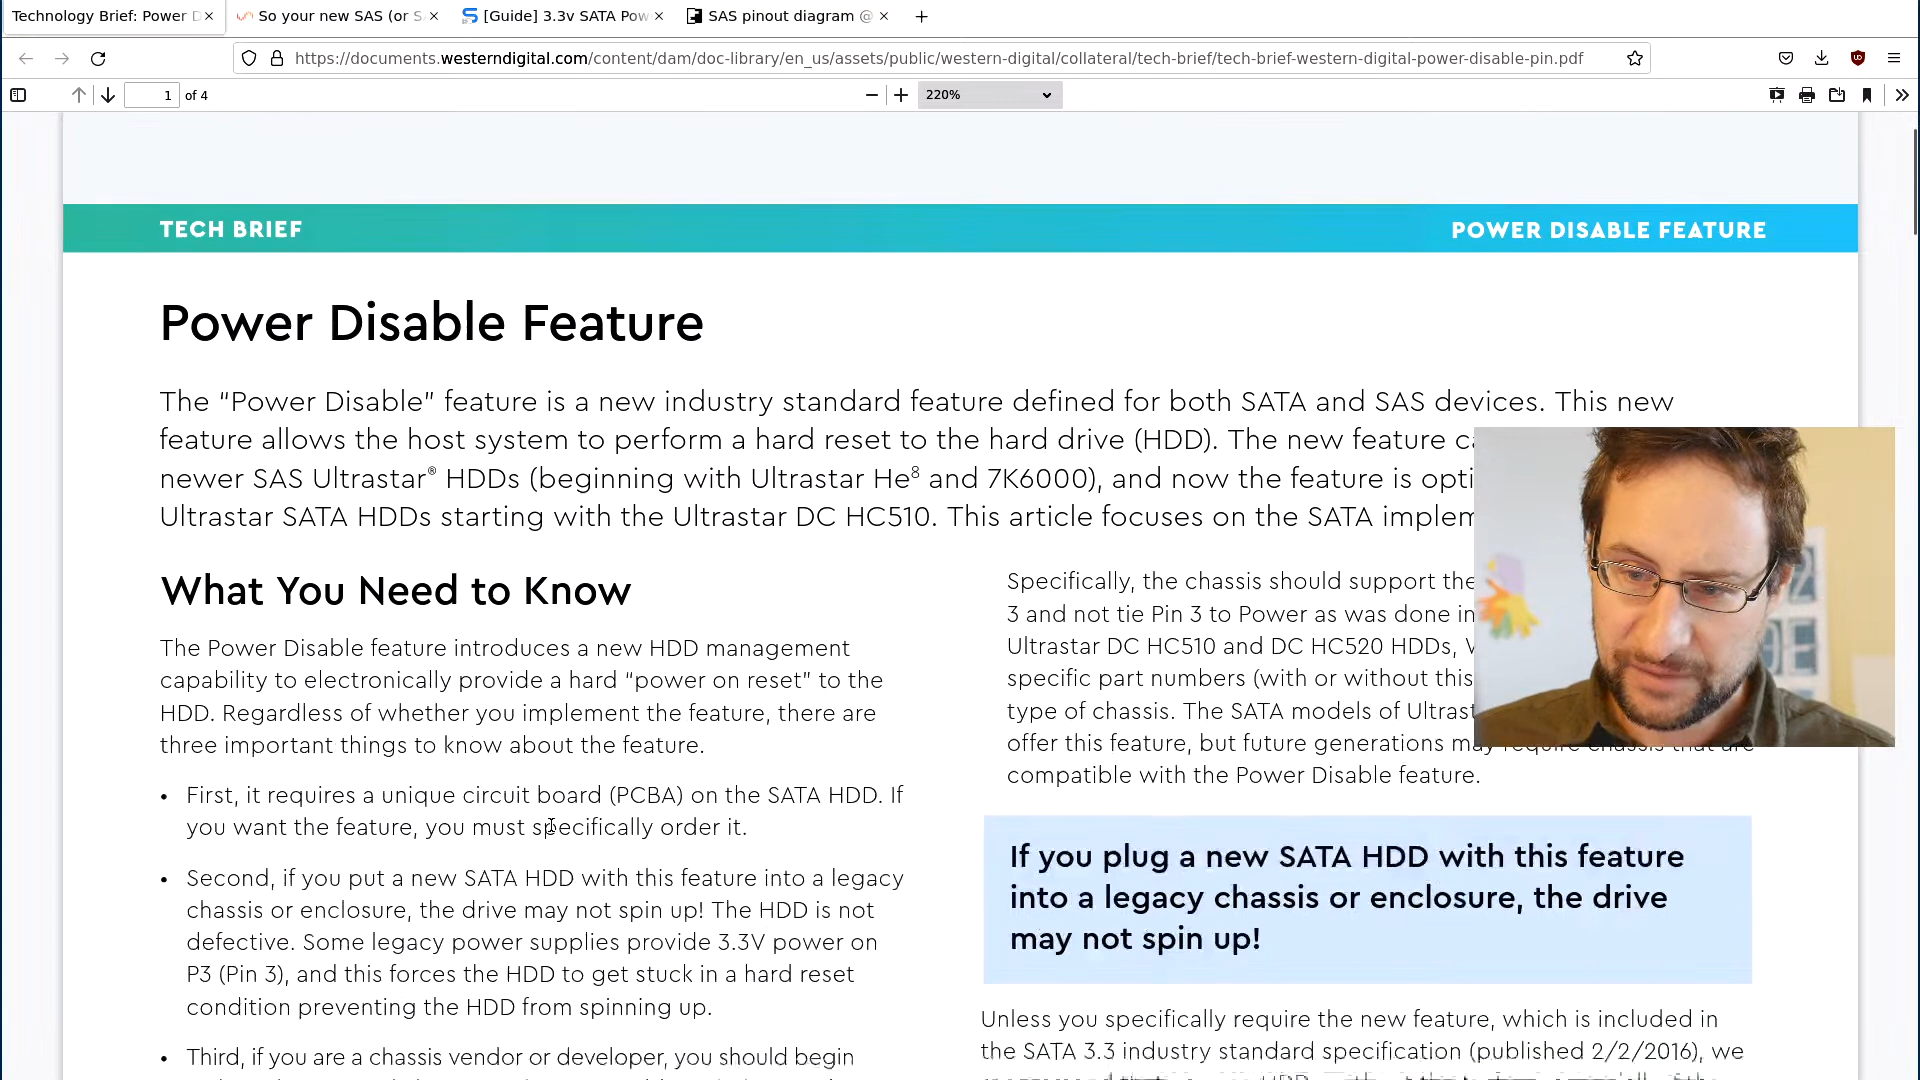 Technology Brief: Power D
So your new SAS (or S
[Guide] 3.3v SATA Pow
SAS pinout diagram @
https://documents.westerndigital.com/content/dam/doc-library/en_us/assets/public/western-digital/collateral/tech-brief/tech-brief-western-digital-power-disable-pin.pdf
1 of 4
220%
TECH BRIEF
POWER DISABLE FEATURE
Power Disable Feature
The “Power Disable” feature is a new industry standard feature defined for both SATA and SAS devices. This new
feature allows the host system to perform a hard reset to the hard drive (HDD). The new feature ca
newer SAS Ultrastar® HDDs (beginning with Ultrastar He8 and 7K6000), and now the feature is opti
Ultrastar SATA HDDs starting with the Ultrastar DC HC510. This article focuses on the SATA implem
What You Need to Know
The Power Disable feature introduces a new HDD management
capability to electronically provide a hard “power on reset” to the
HDD. Regardless of whether you implement the feature, there are
three important things to know about the feature.
• First, it requires a unique circuit board (PCBA) on the SATA HDD. If
you want the feature, you must specifically order it.
• Second, if you put a new SATA HDD with this feature into a legacy
chassis or enclosure, the drive may not spin up! The HDD is not
defective. Some legacy power supplies provide 3.3V power on
P3 (Pin 3), and this forces the HDD to get stuck in a hard reset
condition preventing the HDD from spinning up.
• Third, if you are a chassis vendor or developer, you should begin
Specifically, the chassis should support the
3 and not tie Pin 3 to Power as was done in
Ultrastar DC HC510 and DC HC520 HDDs, W
specific part numbers (with or without this
type of chassis. The SATA models of Ultrast
offer this feature, but future generations may require chassis that are
compatible with the Power Disable feature.
If you plug a new SATA HDD with this feature
into a legacy chassis or enclosure, the drive
may not spin up!
Unless you specifically require the new feature, which is included in
the SATA 3.3 industry standard specification (published 2/2/2016), we